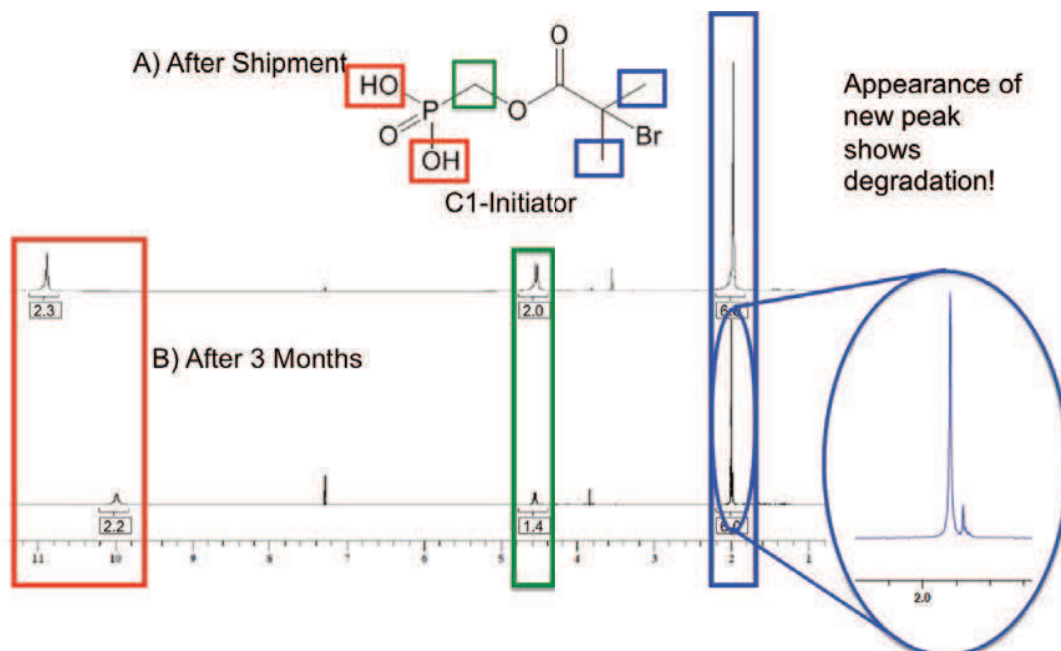 A) After Shipment
O
HO
P
O
O
OH
Br
C1-Initiator
Appearance of
new peak
shows
degradation!
2.3
2.0
B) After 3 Months
2.2
1.4
6.0
11
10
9
8
7
6
5
4
3
2
1
2.0